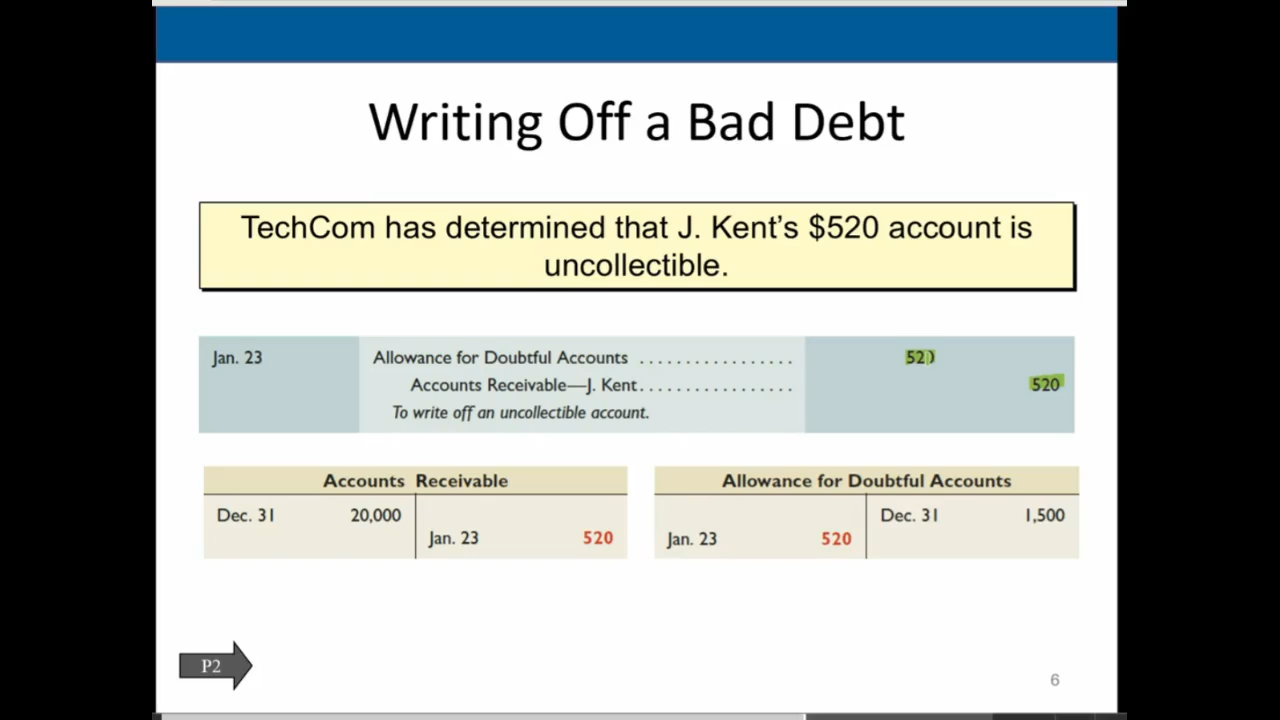 Writing Off a Bad Debt
TechCom has determined that J. Kent's $520 account is
uncollectible.
Jan. 23 Allowance for Doubtful Accounts ................ 520
Accounts Receivable—J. Kent................ 520
To write off an uncollectible account.
Accounts Receivable
Dec. 31 20,000
Jan. 23 520
Allowance for Doubtful Accounts
Dec. 31 1,500
Jan. 23 520
P2
6